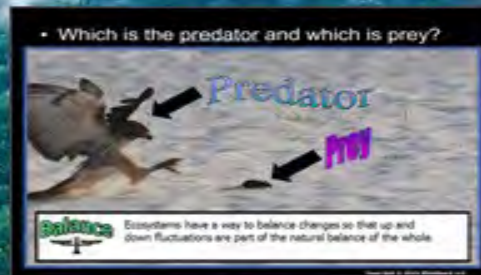 • Which is the predator and which is prey?
Predator
Prey
Balance
Ecosystems have a way to balance changes so that up and
down fluctuations are part of the natural balance of the whole.